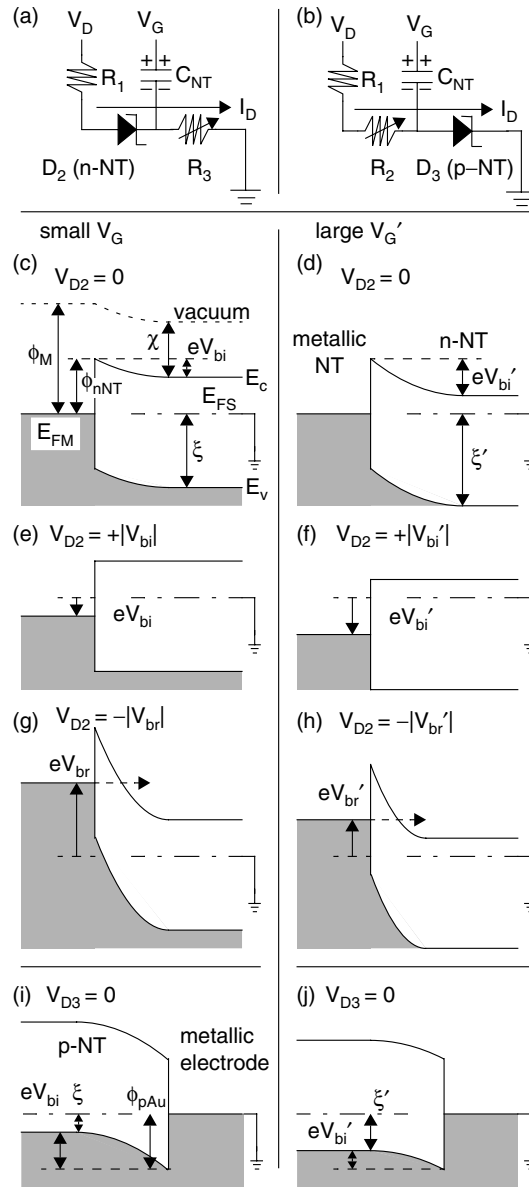 (a)
V_D
V_G
R_1
C_NT
I_D
D_2 (n-NT)
R_3
(b)
V_D
V_G
R_1
C_NT
I_D
R_2
D_3 (p–NT)
small V_G
large V_G′
(c)
V_D2 = 0
vacuum
ϕ_M
χ
eV_bi
ϕ_nNT
E_c
E_FS
E_FM
ξ
E_v
(d)
V_D2 = 0
metallic
NT
n-NT
eV_bi′
ξ′
(e) V_D2 = +|V_bi|
eV_bi
(f) V_D2 = +|V_bi′|
eV_bi′
(g) V_D2 = –|V_br|
eV_br
(h) V_D2 = –|V_br′|
eV_br′
(i) V_D3 = 0
p-NT
metallic
electrode
eV_bi
ξ
ϕ_pAu
(j) V_D3 = 0
ξ′
eV_bi′